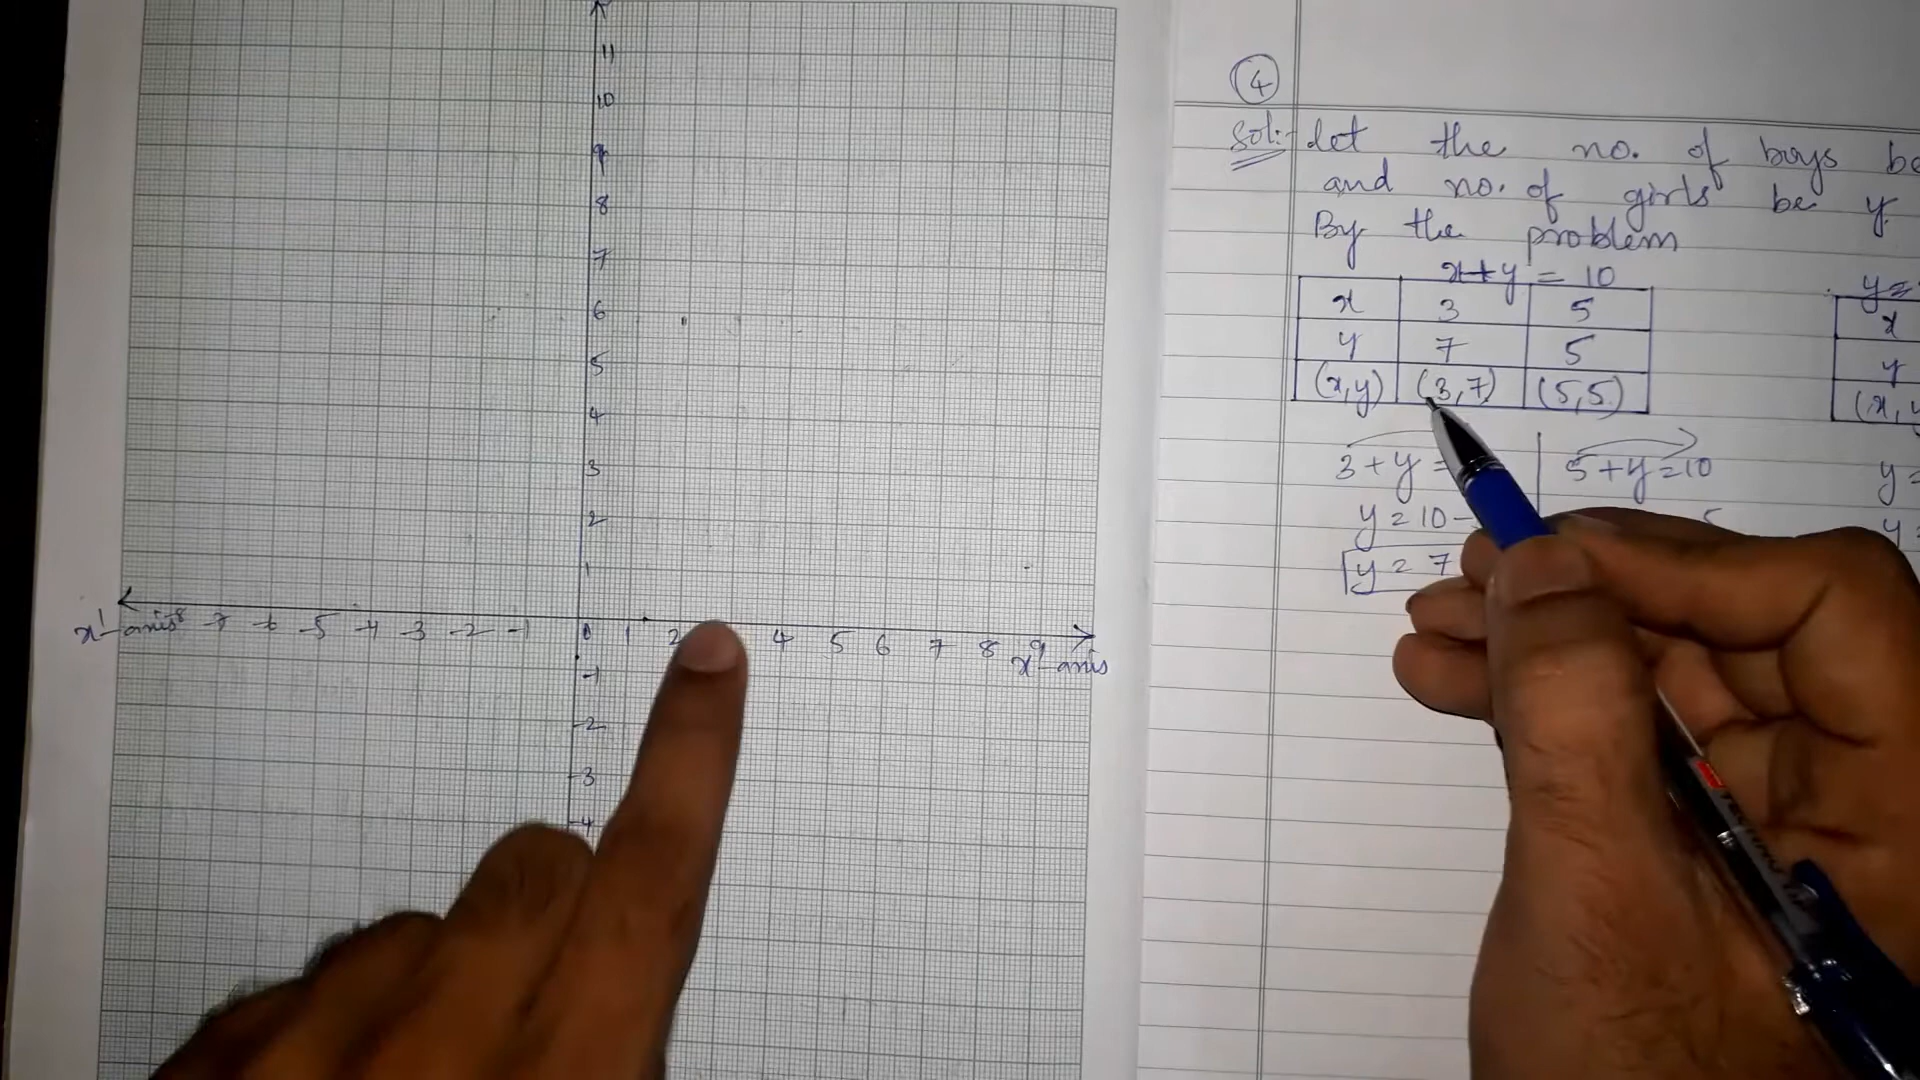 11
10
9
8
7
6
5
4
3
2
1
-7 -6 -5 -4 -3 -2 -1 0 1 2 4 5 6 7 8 9
x'-axis
x-axis
-1
-2
-3
-4
4
Sol:- Let the no. of boys be
and no. of girls be y
By the problem
x+y = 10
x 3 5
y 7 5
(x,y) (3,7) (5,5)
3+y =
y = 10 -
y = 7
5+y=10
5
y=
x
y
(x,
y =
y =